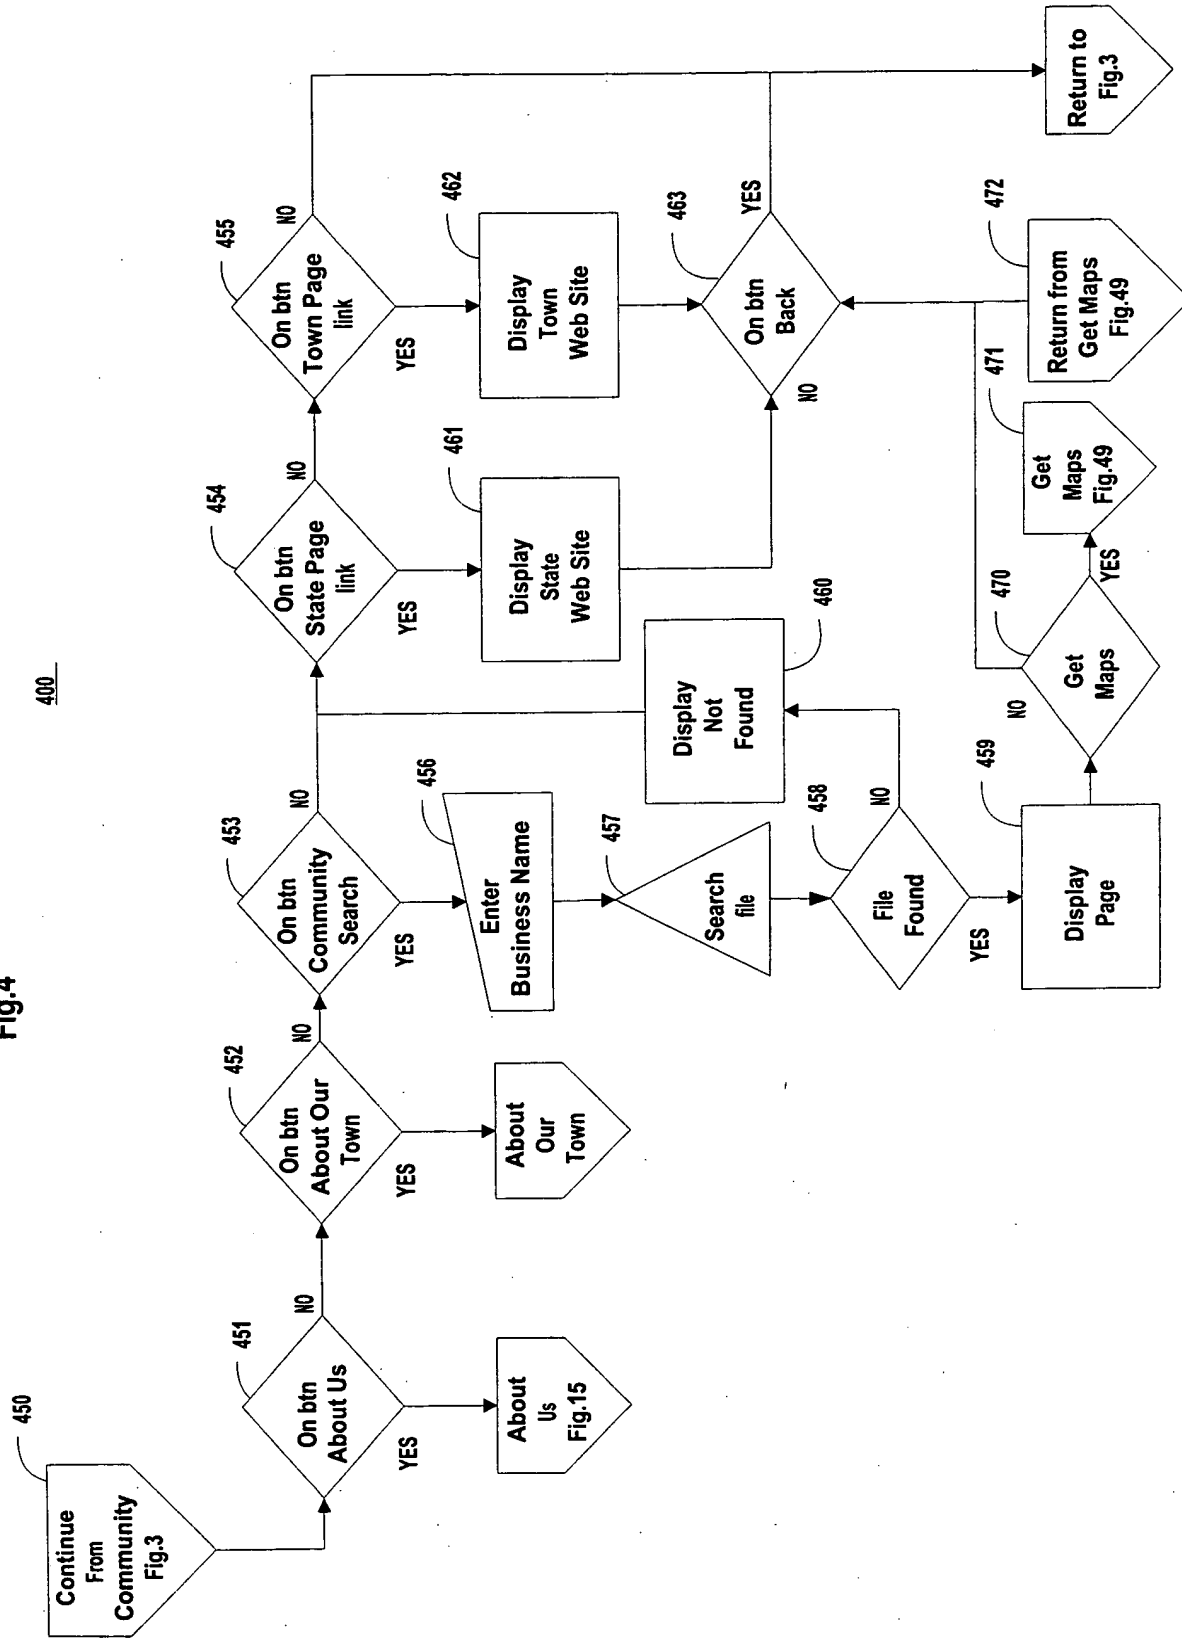 Fig.4
400
450
Continue
From
Community
Fig.3
451
On btn
About Us
NO
YES
About
Us
Fig.15
452
On btn
About Our
Town
NO
YES
About
Our
Town
453
On btn
Community
Search
NO
YES
456
Enter
Business Name
457
Search
file
458
File
Found
NO
YES
459
Display
Page
460
Display
Not
Found
454
On btn
State Page
link
NO
YES
461
Display
State
Web Site
455
On btn
Town Page
link
NO
YES
462
Display
Town
Web Site
463
On btn
Back
YES
NO
470
Get
Maps
NO
YES
471
Get
Maps
Fig.49
472
Return from
Get Maps
Fig.49
Return to
Fig.3